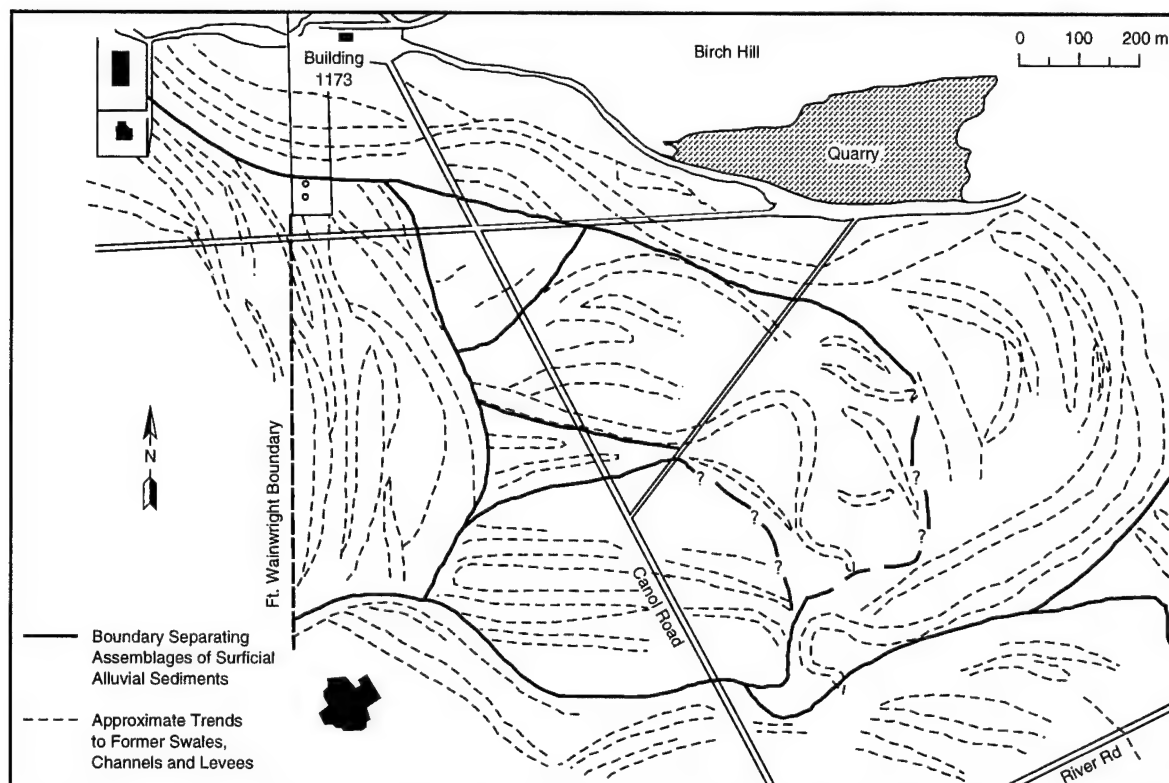 Building
1173
Birch Hill
0 100 200 m
Quarry
N
Ft. Wainwright Boundary
?
?
?
?
Canol Road
River Rd
Boundary Separating
Assemblages of Surficial
Alluvial Sediments
Approximate Trends
to Former Swales,
Channels and Levees